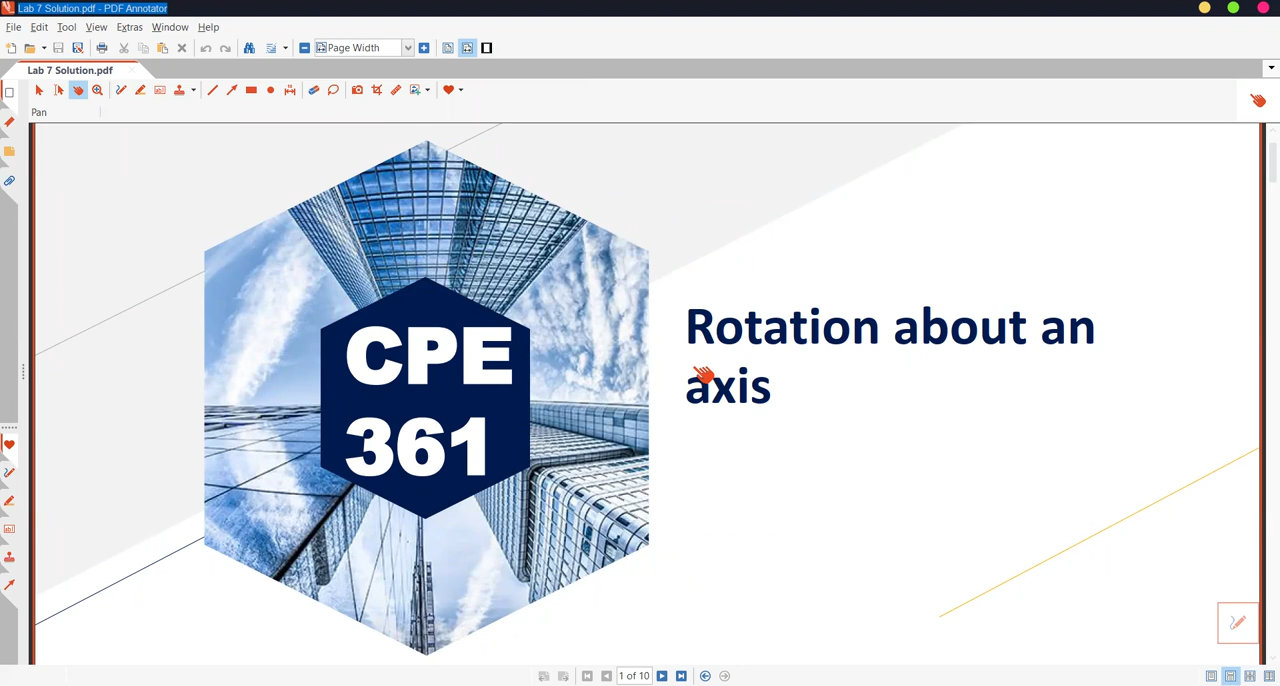 Lab 7 Solution.pdf - PDF Annotator
File Edit Tool View Extras Window Help
Page Width
Lab 7 Solution.pdf
Pan
CPE
361
Rotation about an
axis
1 of 10